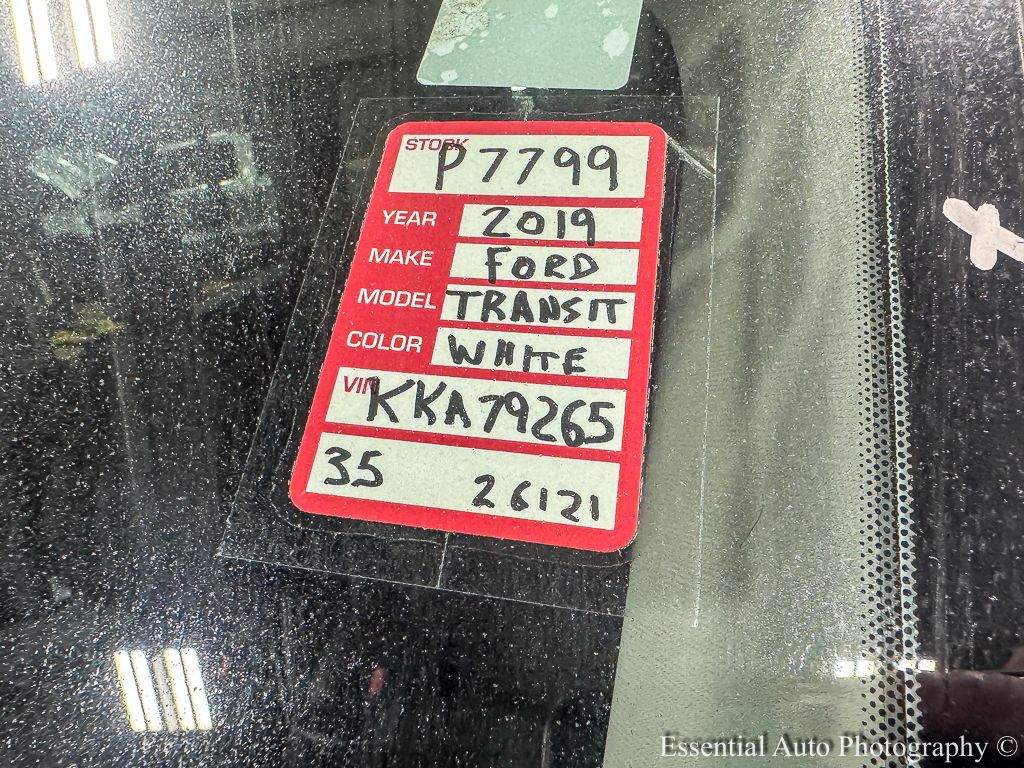 STOCK P7799
YEAR 2019
MAKE FORD
MODEL TRANSIT
COLOR WHITE
VIN KKA79265
35 26121
Essential Auto Photography ©